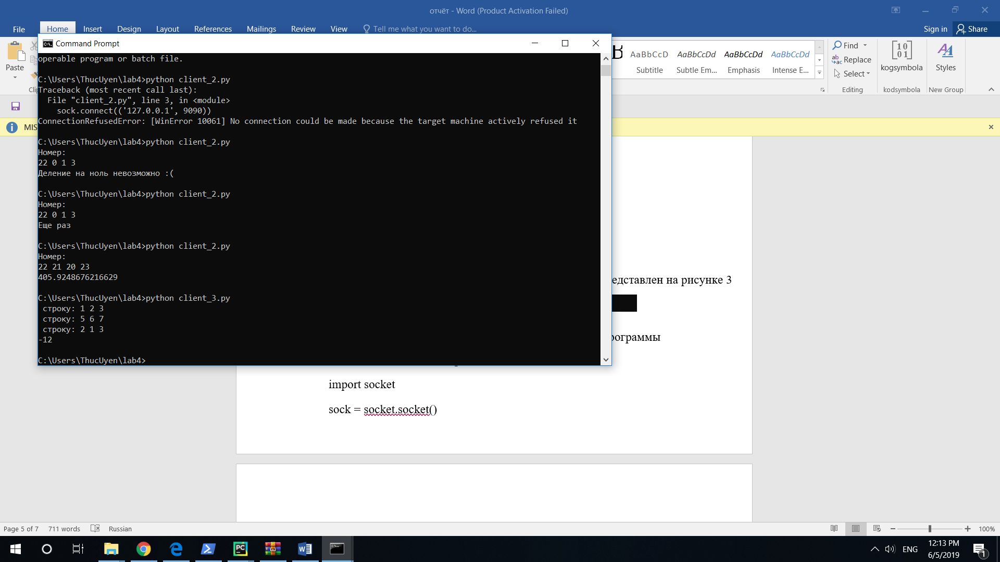 отчёт - Word (Product Activation Failed)
File Home Insert Design Layout References Mailings Review View Tell me what you want to do... Sign in Share
Command Prompt
Paste
AaBbCcD AaBbCcDd AaBbCcDd AaBbCcDd
Subtitle Subtle Em... Emphasis Intense E...
Find
Replace
Select
Editing
kogsymbola
kodsymbola
Styles
New Group
MIS
operable program or batch file.
C:\Users\ThucUyen\lab4>python client_2.py
Traceback (most recent call last):
File "client_2.py", line 3, in <module>
sock.connect(('127.0.0.1', 9090))
ConnectionRefusedError: [WinError 10061] No connection could be made because the target machine actively refused it
C:\Users\ThucUyen\lab4>python client_2.py
Номер:
22 0 1 3
Деление на ноль невозможно :(
C:\Users\ThucUyen\lab4>python client_2.py
Номер:
22 0 1 3
Еще раз
C:\Users\ThucUyen\lab4>python client_2.py
Номер:
22 21 20 23
405.9248676216629
C:\Users\ThucUyen\lab4>python client_3.py
строку: 1 2 3
строку: 5 6 7
строку: 2 1 3
-12
C:\Users\ThucUyen\lab4>
едставлен на рисунке 3
рограммы
import socket
sock = socket.socket()
Page 5 of 7 711 words Russian 100%
ENG
12:13 PM
6/5/2019
1